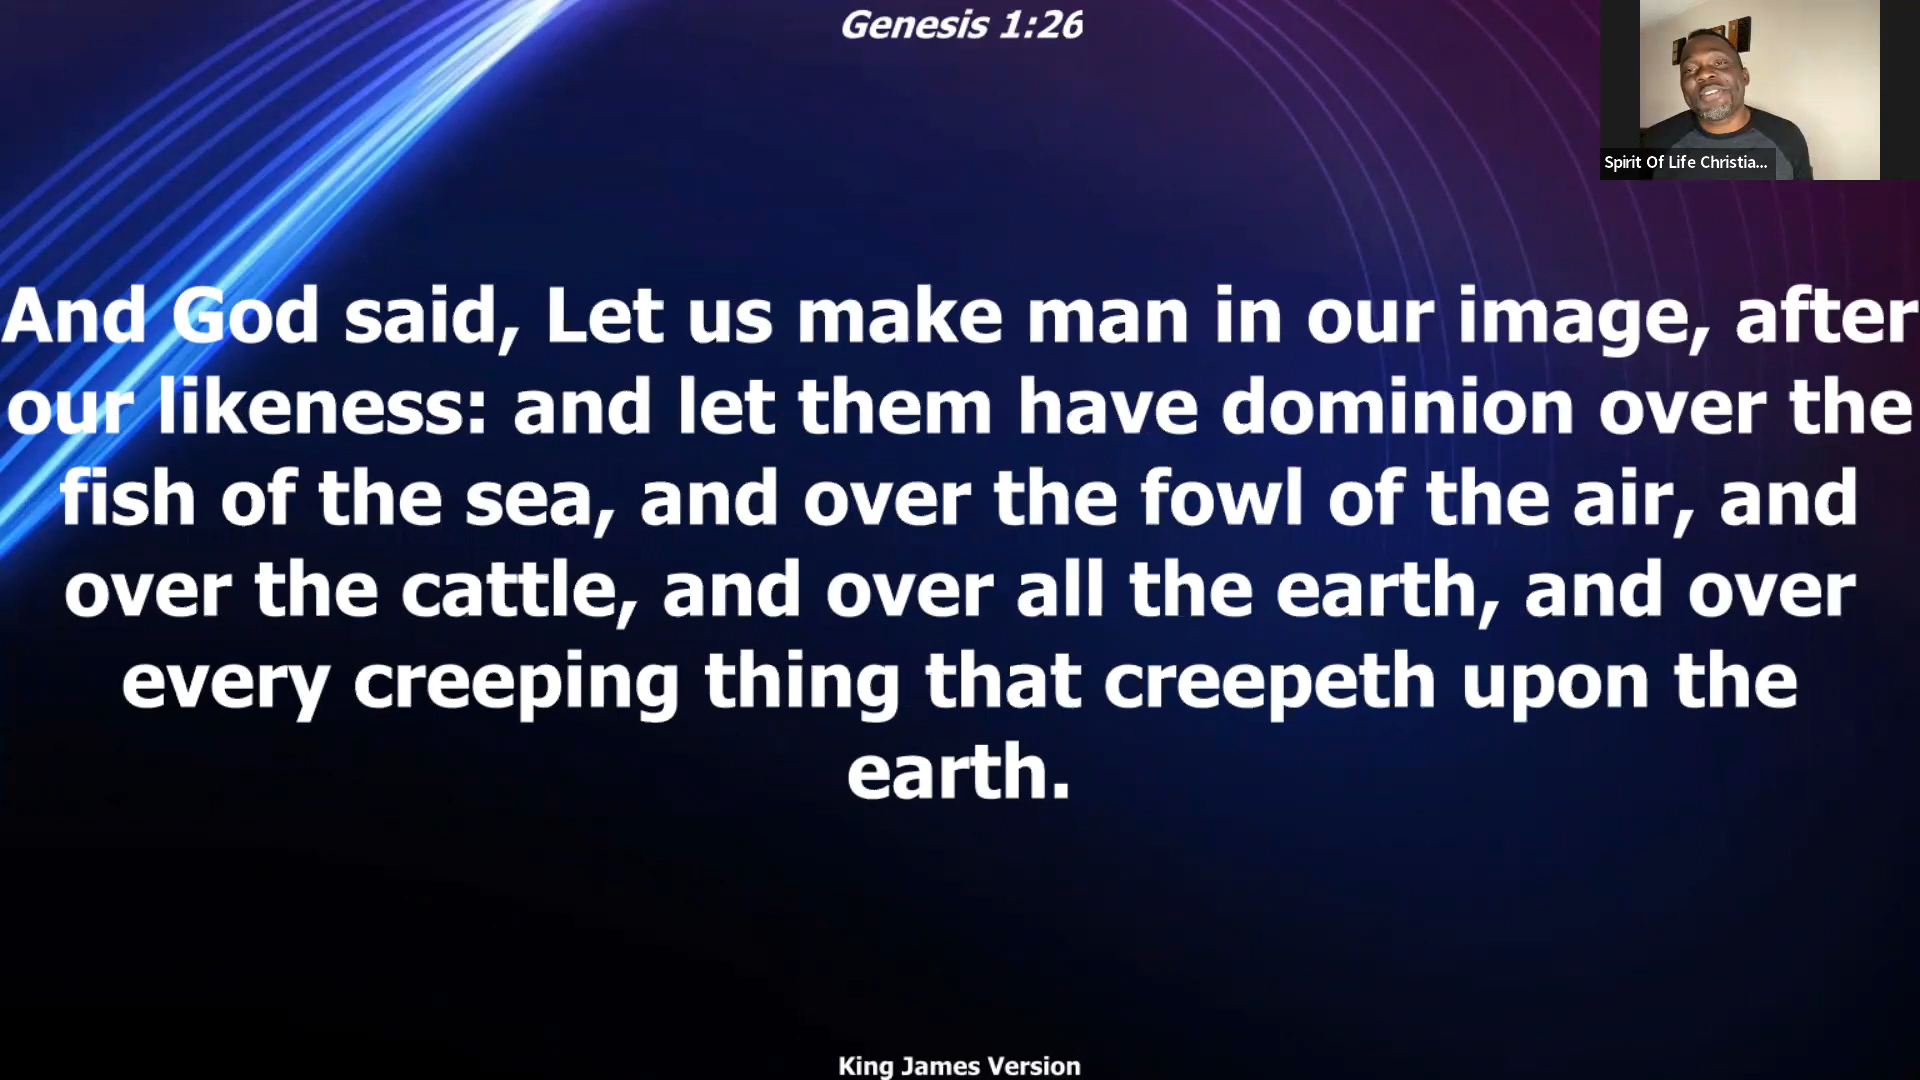 Genesis 1:26
Spirit Of Life Christia...
And God said, Let us make man in our image, after
our likeness: and let them have dominion over the
fish of the sea, and over the fowl of the air, and
over the cattle, and over all the earth, and over
every creeping thing that creepeth upon the
earth.
King James Version